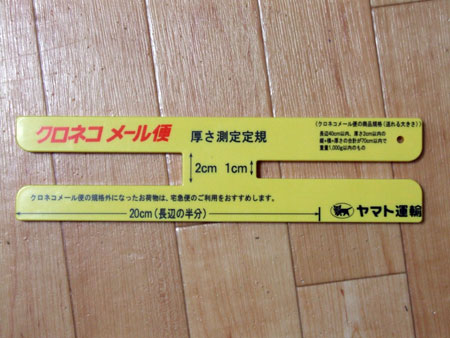 クロネコ メール便
厚さ測定定規
(クロネコメール便の商品規格(送れる大きさ))
長辺40cm以内、厚さ2cm以内の
縦+横+厚さの合計が70cm以内で
重量1,000g以内のもの
2cm 1cm
クロネコメール便の規格外になったお荷物は、宅急便のご利用をおすすめします。
20cm(長辺の半分)
ヤマト運輸